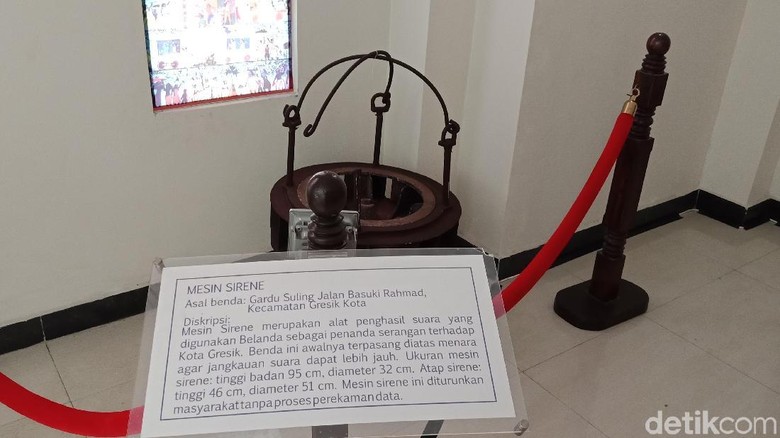 MESIN SIRENE
Asal benda: Gardu Suling Jalan Basuki Rahmad,
Kecamatan Gresik Kota
Diskripsi:
Mesin Sirene merupakan alat penghasil suara yang
digunakan Belanda sebagai penanda serangan terhadap
Kota Gresik. Benda ini awalnya terpasang diatas menara
agar jangkauan suara dapat lebih jauh. Ukuran mesin
sirene: tinggi badan 95 cm, diameter 32 cm. Atap sirene:
tinggi 46 cm, diameter 51 cm. Mesin sirene ini diturunkan
masyarakat tanpa proses perekaman data.
detikcom